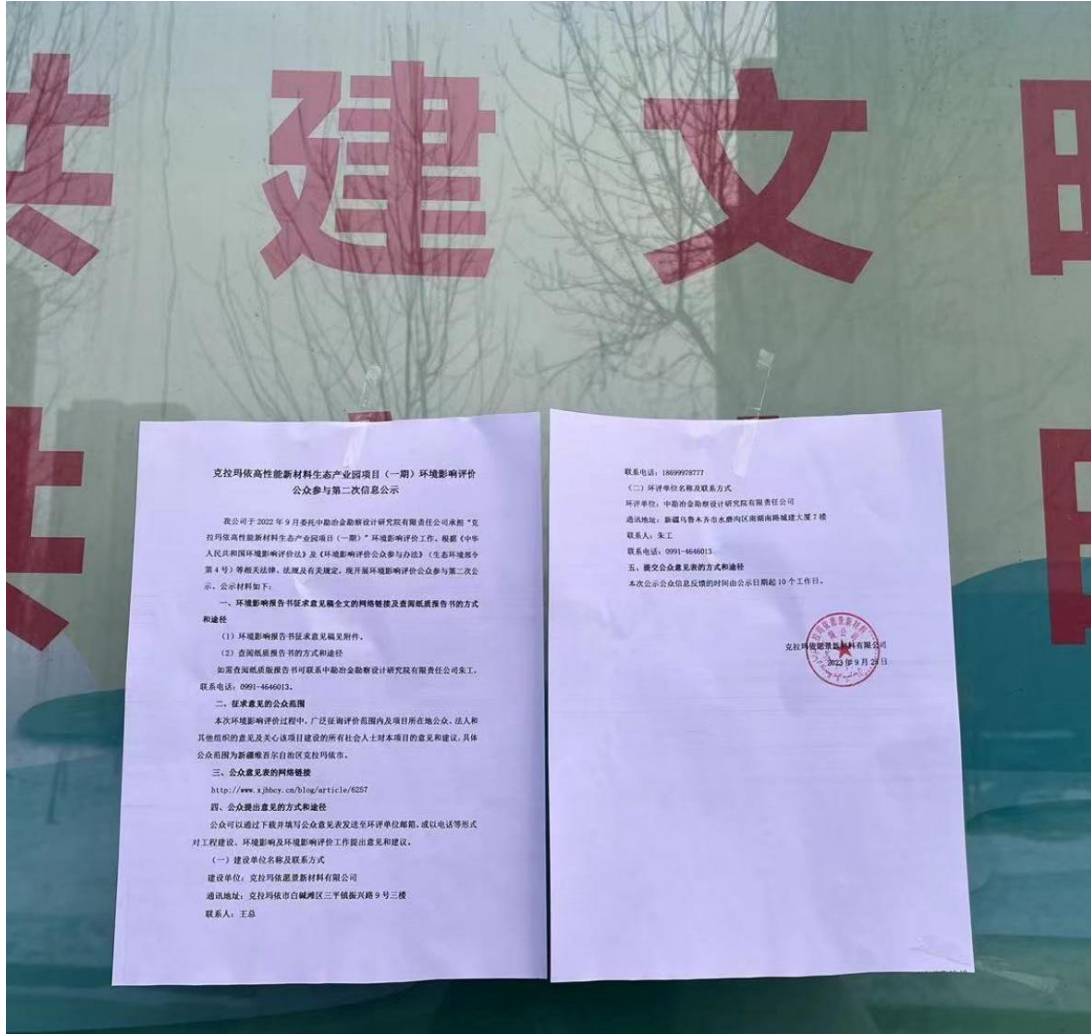 共建文明
共
明
克拉玛依高性能新材料生态产业园项目（一期）环境影响评价
公众参与第二次信息公示
我公司于 2022 年 9 月委托中勘冶金勘察设计研究院有限责任公司承担“克
拉玛依高性能新材料生态产业园项目（一期）”环境影响评价工作。根据《中华
人民共和国环境影响评价法》及《环境影响评价公众参与办法》（生态环境部令
第 4 号）等相关法律、法规及有关规定，现开展环境影响评价公众参与第二次公
示。公示材料如下：
一、环境影响报告书征求意见稿全文的网络链接及查阅纸质报告书的方式
和途径
（1）环境影响报告书征求意见稿见附件。
（2）查阅纸质报告书的方式和途径
如需查阅纸质版报告书可联系中勘冶金勘察设计研究院有限责任公司朱工，
联系电话：0991-4646013。
二、征求意见的公众范围
本次环境影响评价过程中，广泛征询评价范围内及项目所在地公众、法人和
其他组织的意见及关心该项目建设的所有社会人士对本项目的意见和建议，具体
公众范围为新疆维吾尔自治区克拉玛依市。
三、公众意见表的网络链接
http://www.xjhbcy.cn/blog/article/6257
四、公众提出意见的方式和途径
公众可以通过下载并填写公众意见表发送至环评单位邮箱，或以电话等形式
对工程建设、环境影响及环境影响评价工作提出意见和建议。
（一）建设单位名称及联系方式
建设单位：克拉玛依愿景新材料有限公司
通讯地址：克拉玛依市白碱滩区三平镇振兴路 9 号三楼
联系人：王总
联系电话：18699978777
（二）环评单位名称及联系方式
环评单位：中勘冶金勘察设计研究院有限责任公司
通讯地址：新疆乌鲁木齐市水磨沟区南湖南路城建大厦 7 楼
联系人：朱工
联系电话：0991-4646013
五、提交公众意见表的方式和途径
本次公示公众信息反馈的时间由公示日期起 10 个工作日。
克拉玛依愿景新材料有限公司
2023 年 9 月 25 日